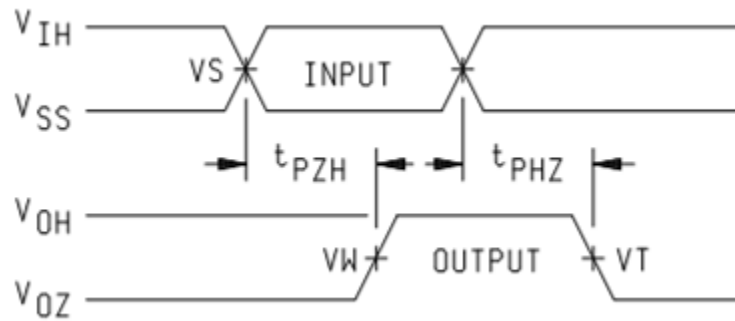 VIH
VS INPUT
VSS
tPZH tPHZ
VOH
VW OUTPUT VT
VOZ